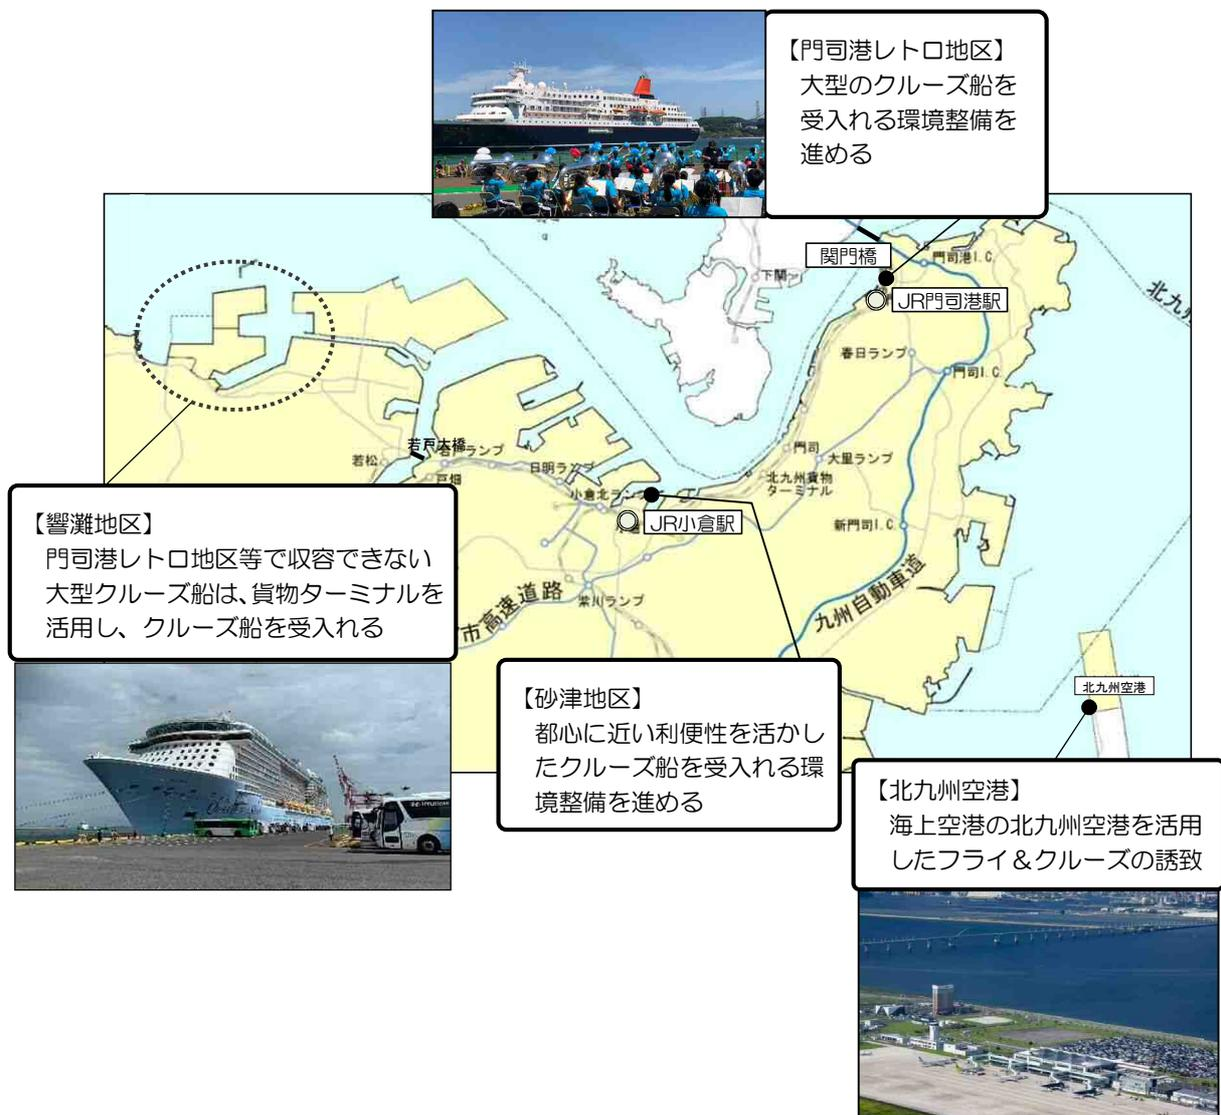 【門司港レトロ地区】
大型のクルーズ船を
受入れる環境整備を
進める
関門橋
門司港I.C.
下関
JR門司港駅
北九州
春日ランプ
門司I.C.
若戸大橋
若戸ランプ
若松
戸畑
日明ランプ
門司
大里ランプ
北九州貨物
ターミナル
小倉北ランプ
JR小倉駅
新門司I.C.
紫川ランプ
市高速道路
九州自動車道
【響灘地区】
門司港レトロ地区等で収容できない
大型クルーズ船は、貨物ターミナルを
活用し、クルーズ船を受入れる
【砂津地区】
都心に近い利便性を活かし
たクルーズ船を受入れる環
境整備を進める
北九州空港
【北九州空港】
海上空港の北九州空港を活用
したフライ&クルーズの誘致